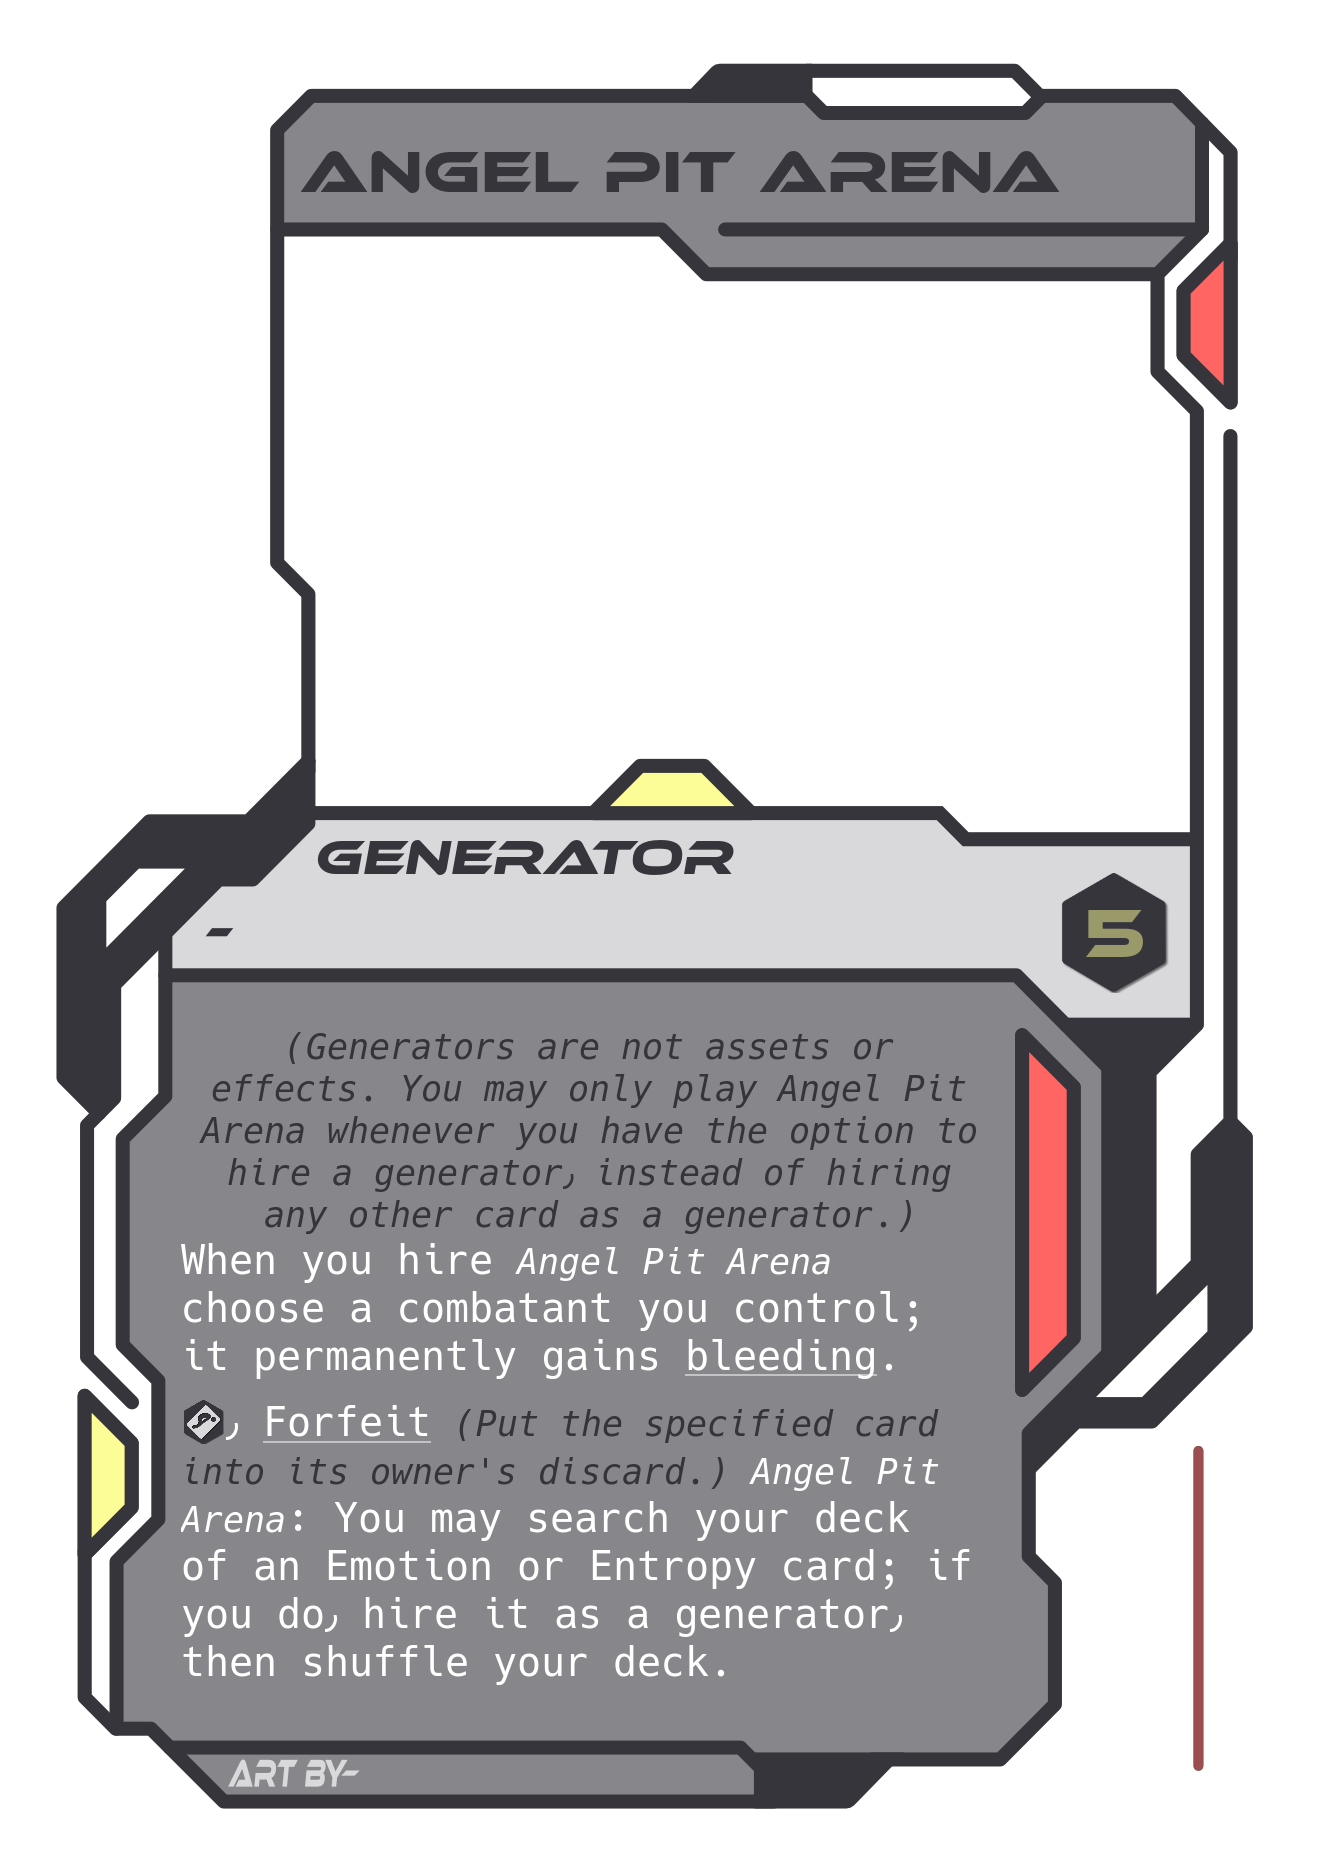 ANGEL PIT ARENA
GENERATOR
-
5
(Generators are not assets or
effects. You may only play Angel Pit
Arena whenever you have the option to
hire a generator, instead of hiring
any other card as a generator.)
When you hire Angel Pit Arena
choose a combatant you control;
it permanently gains bleeding.
, Forfeit (Put the specified card
into its owner's discard.) Angel Pit
Arena: You may search your deck
of an Emotion or Entropy card; if
you do, hire it as a generator,
then shuffle your deck.
ART BY-